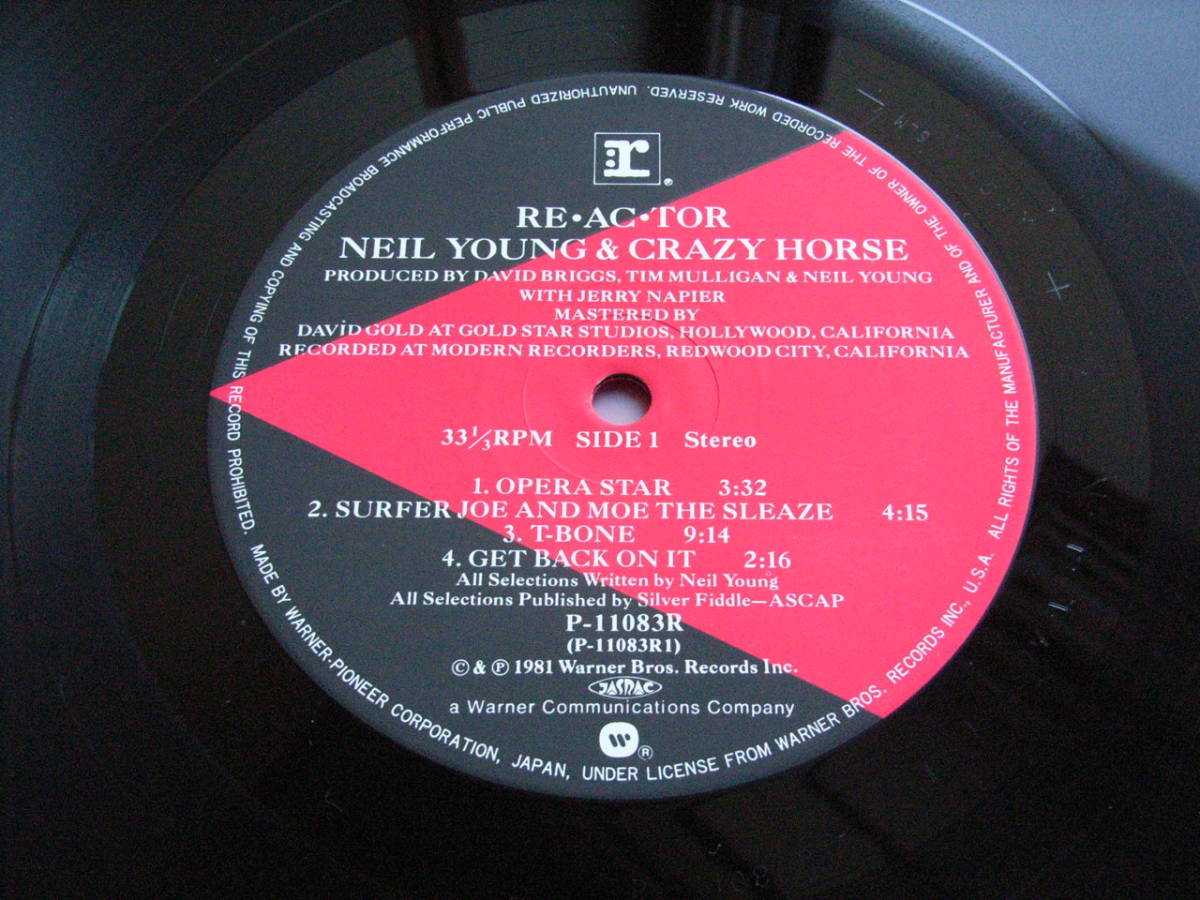 r®
RE•AC•TOR
NEIL YOUNG & CRAZY HORSE
PRODUCED BY DAVID BRIGGS, TIM MULLIGAN & NEIL YOUNG
WITH JERRY NAPIER
MASTERED BY
DAViD GOLD AT GOLD STAR STUDIOS, HOLLYWOOD, CALIFORNIA
RECORDED AT MODERN RECORDERS, REDWOOD CITY, CALIFORNIA
33 1/3 RPM SIDE 1 Stereo
1. OPERA STAR 3:32
2. SURFER JOE AND MOE THE SLEAZE 4:15
3. T-BONE 9:14
4. GET BACK ON IT 2:16
All Selections Written by Neil Young
All Selections Published by Silver Fiddle—ASCAP
P-11083R
(P-11083R1)
© & ℗ 1981 Warner Bros. Records Inc.
JASRAC
a Warner Communications Company
W®
MADE BY WARNER-PIONEER CORPORATION, JAPAN, UNDER LICENSE FROM WARNER BROS. RECORDS INC., U.S.A. ALL RIGHTS OF THE MANUFACTURER AND OF THE OWNER OF THE RECORDED WORK RESERVED. UNAUTHORIZED PUBLIC PERFORMANCE BROADCASTING AND COPYING OF THIS RECORD PROHIBITED.